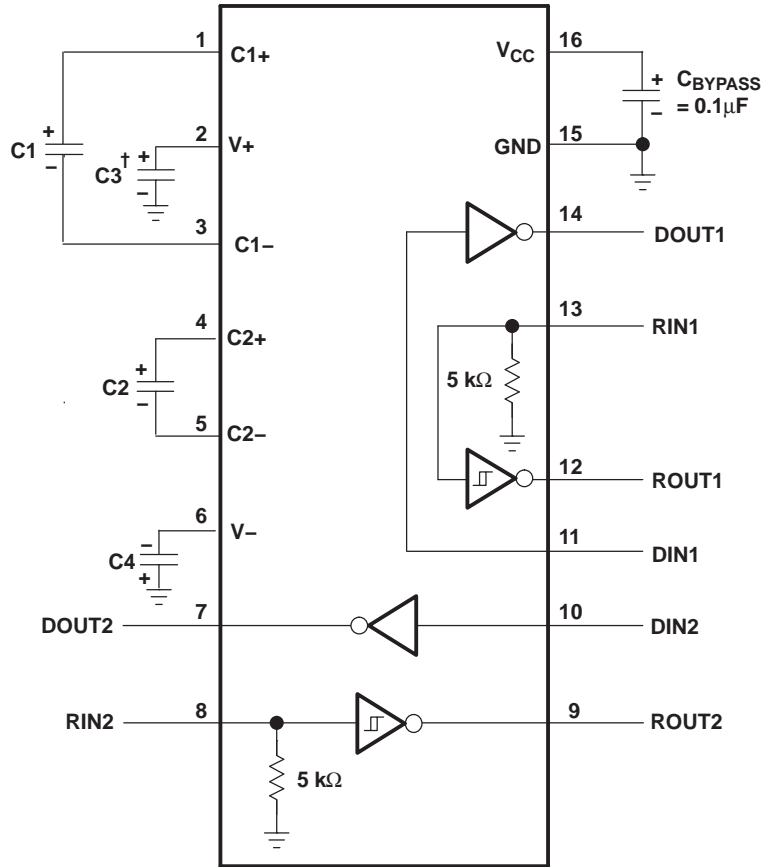 1 C1+ V_CC 16
+ C1 −
+ − C_BYPASS = 0.1μF
2 V+ GND 15
C3† + −
3 C1− 14 DOUT1
4 C2+ 13 RIN1
+ C2 − 5 kΩ
5 C2− 12 ROUT1
6 V− 11 DIN1
− C4 +
DOUT2 7 10 DIN2
RIN2 8 9 ROUT2
5 kΩ